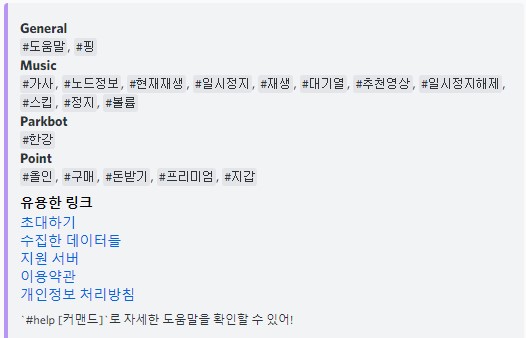 General
#도움말, #핑
Music
#가사, #노드정보, #현재재생, #일시정지, #재생, #대기열, #추천영상, #일시정지해제,
#스킵, #정지, #볼륨
Parkbot
#한강
Point
#올인, #구매, #돈받기, #프리미엄, #지갑
유용한 링크
초대하기
수집한 데이터들
지원 서버
이용약관
개인정보 처리방침
`#help [커맨드]`로 자세한 도움말을 확인할 수 있어!